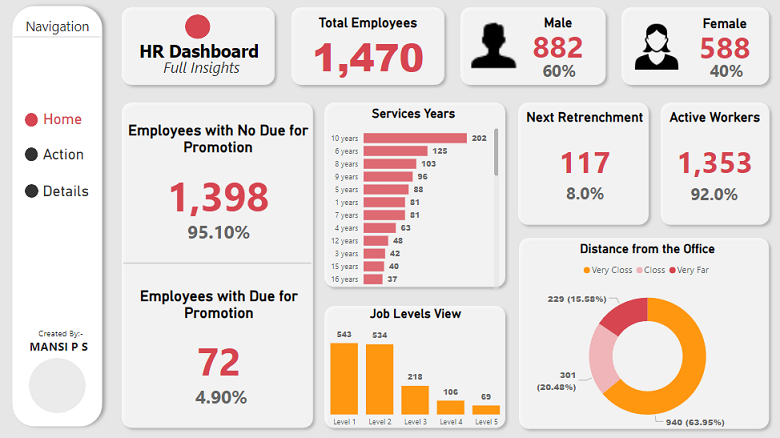 Navigation
Home
Action
Details
Created By:-
MANSI P S
HR Dashboard
Full Insights
Total Employees
1,470
Male
882
60%
Female
588
40%
Employees with No Due for
Promotion
1,398
95.10%
Employees with Due for
Promotion
72
4.90%
Services Years
10 years 202
6 years 125
8 years 103
9 years 96
5 years 88
1 years 81
7 years 81
4 years 63
12 years 48
3 years 42
15 years 40
16 years 37
Job Levels View
543 534 218 106 69
Level 1 Level 2 Level 3 Level 4 Level 5
Next Retrenchment
117
8.0%
Active Workers
1,353
92.0%
Distance from the Office
Very Closs Closs Very Far
229 (15.58%)
301
(20.48%)
940 (63.95%)